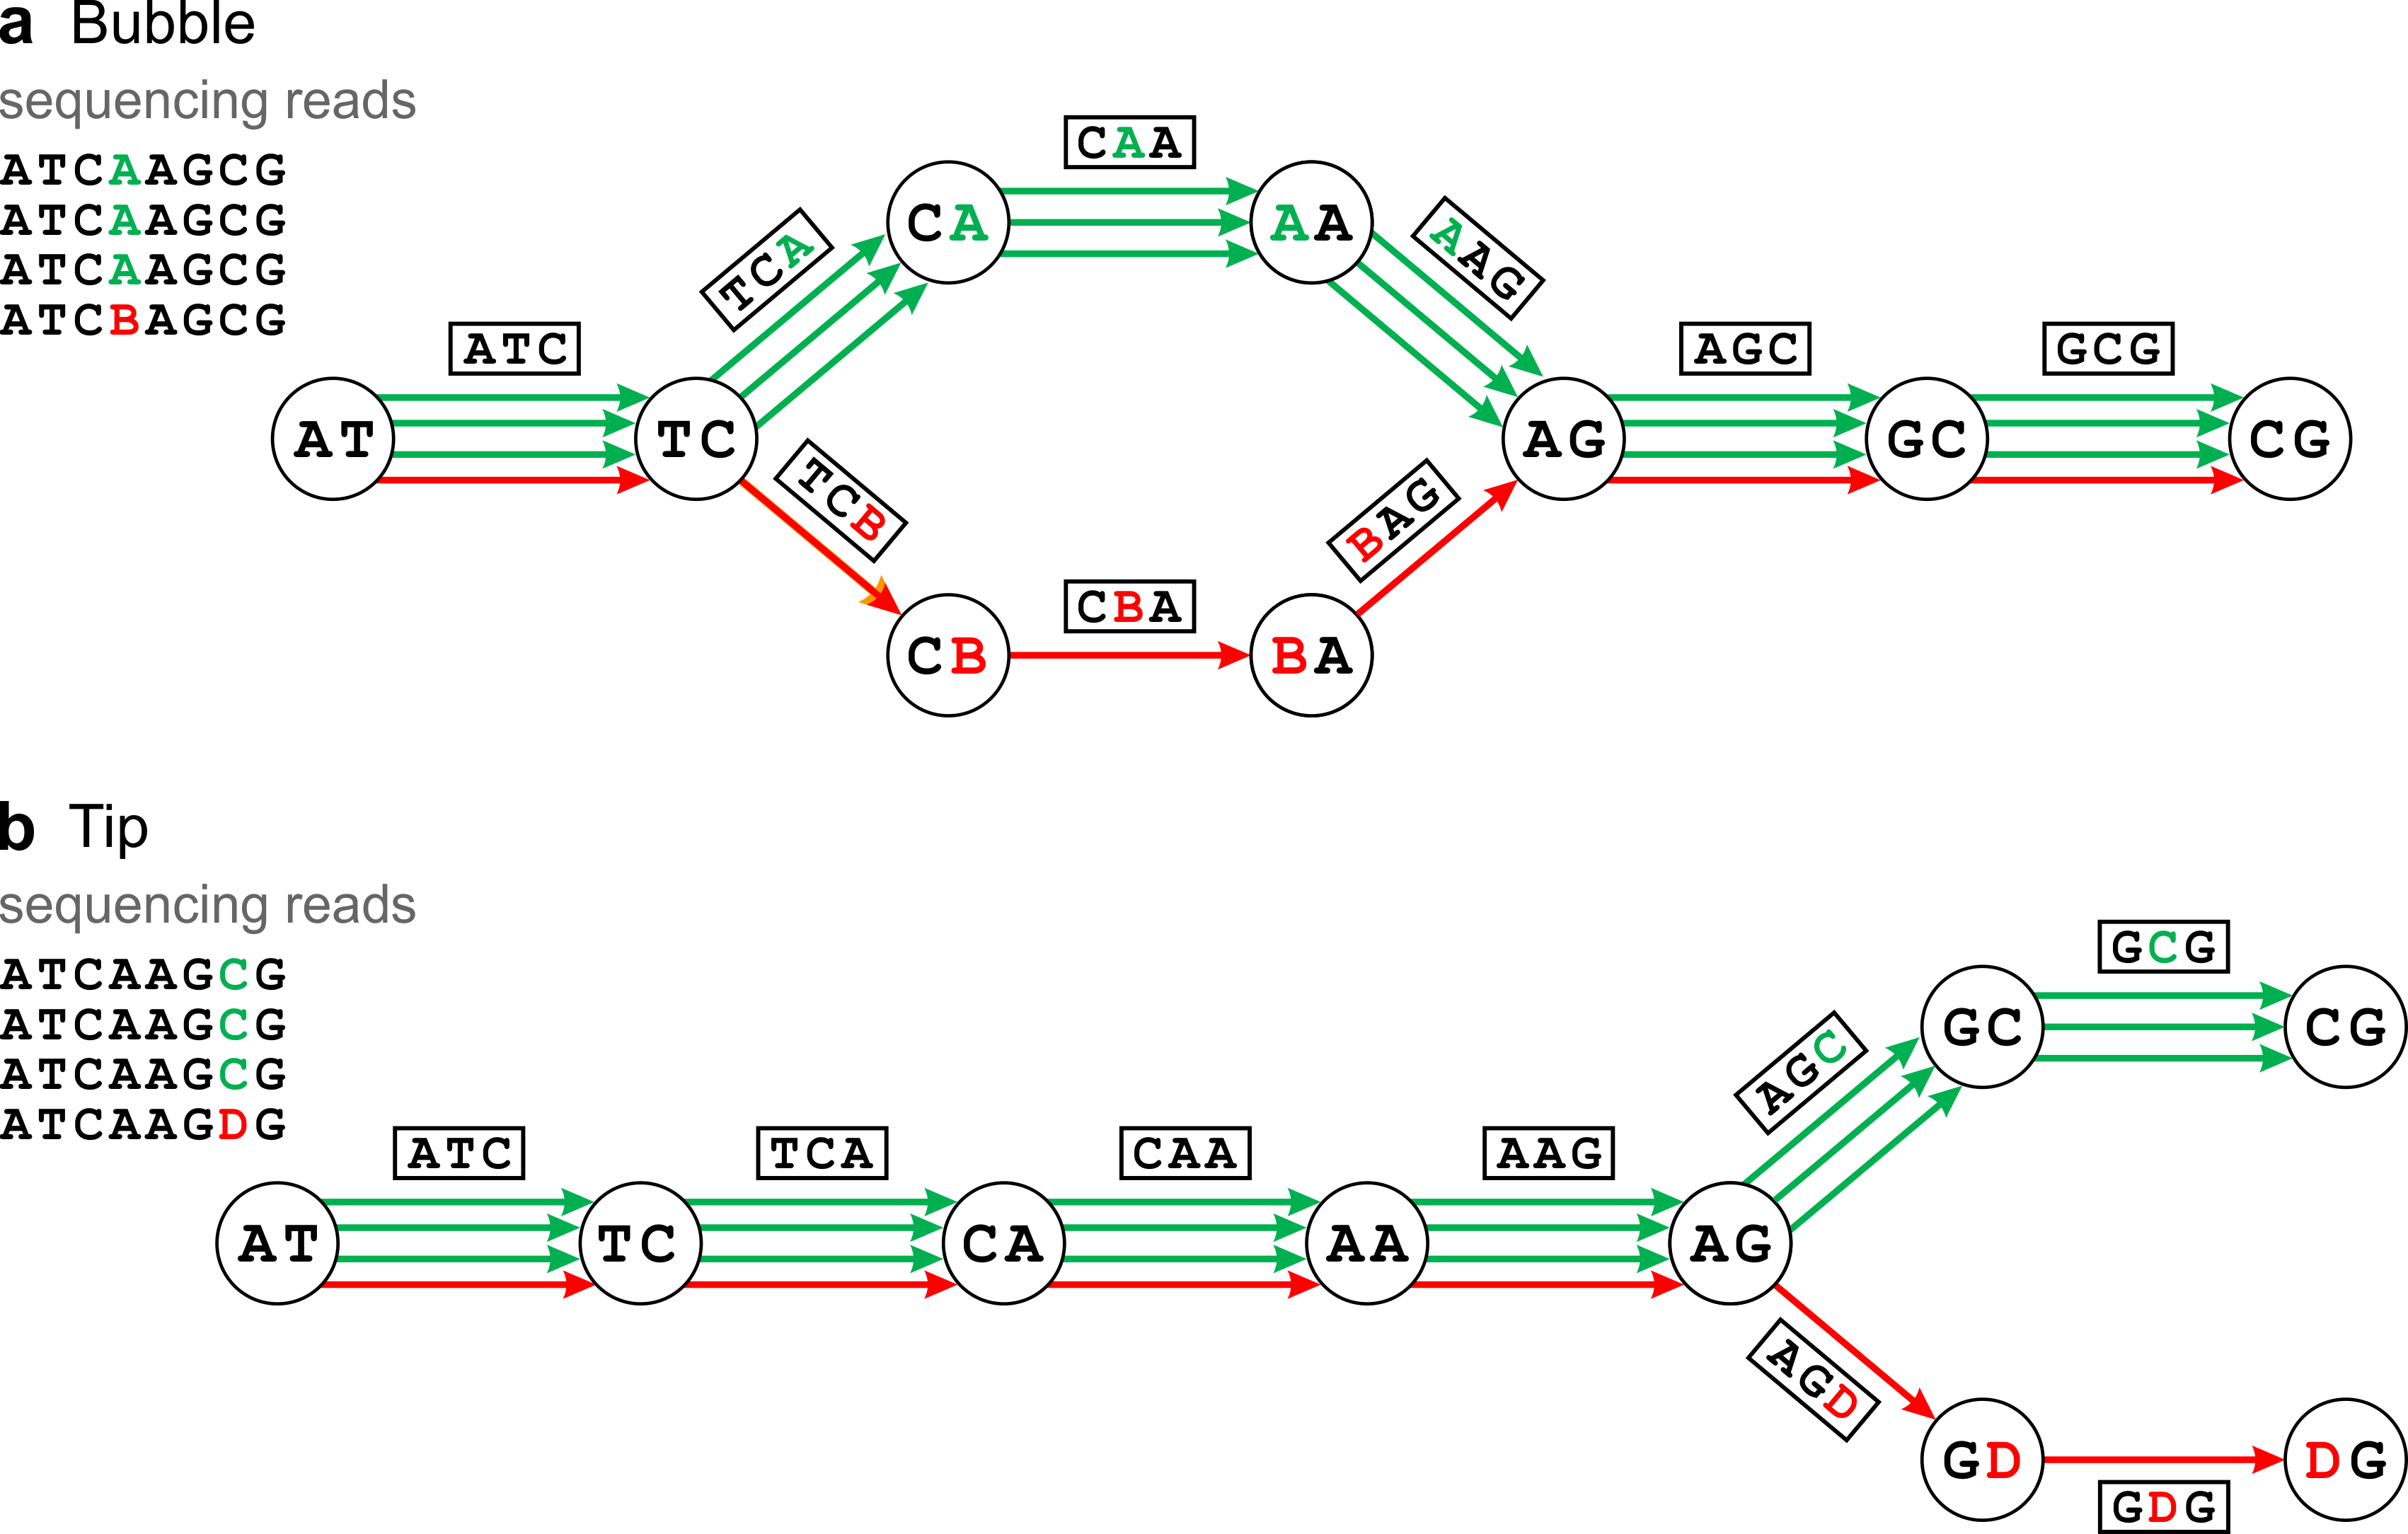 a Bubble
sequencing reads
ATCAAGCG
ATCAAGCG
ATCAAGCG
ATCBAGCG
AT
ATC
TC
TCA
CA
CAA
AA
AAG
TCB
CB
CBA
BA
BAG
AG
AGC
GC
GCG
CG
b Tip
sequencing reads
ATCAAGCG
ATCAAGCG
ATCAAGCG
ATCAAGDG
AT
ATC
TC
TCA
CA
CAA
AA
AAG
AG
AGC
GC
GCG
CG
AGD
GD
GDG
DG